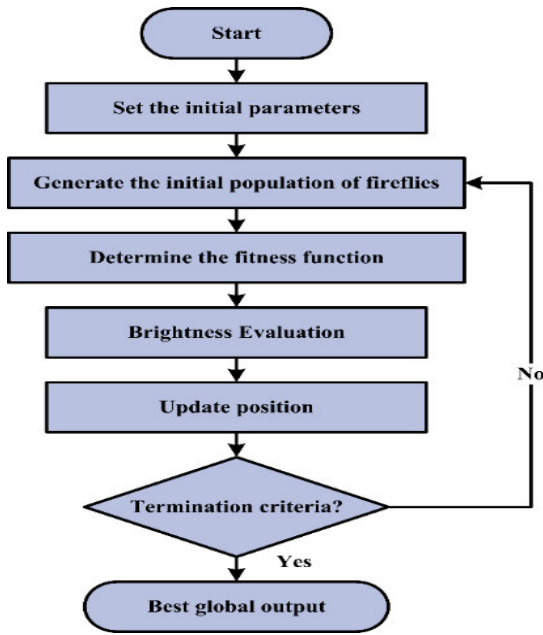 Start
Set the initial parameters
Generate the initial population of fireflies
Determine the fitness function
Brightness Evaluation
No
Update position
Termination criteria?
Yes
Best global output